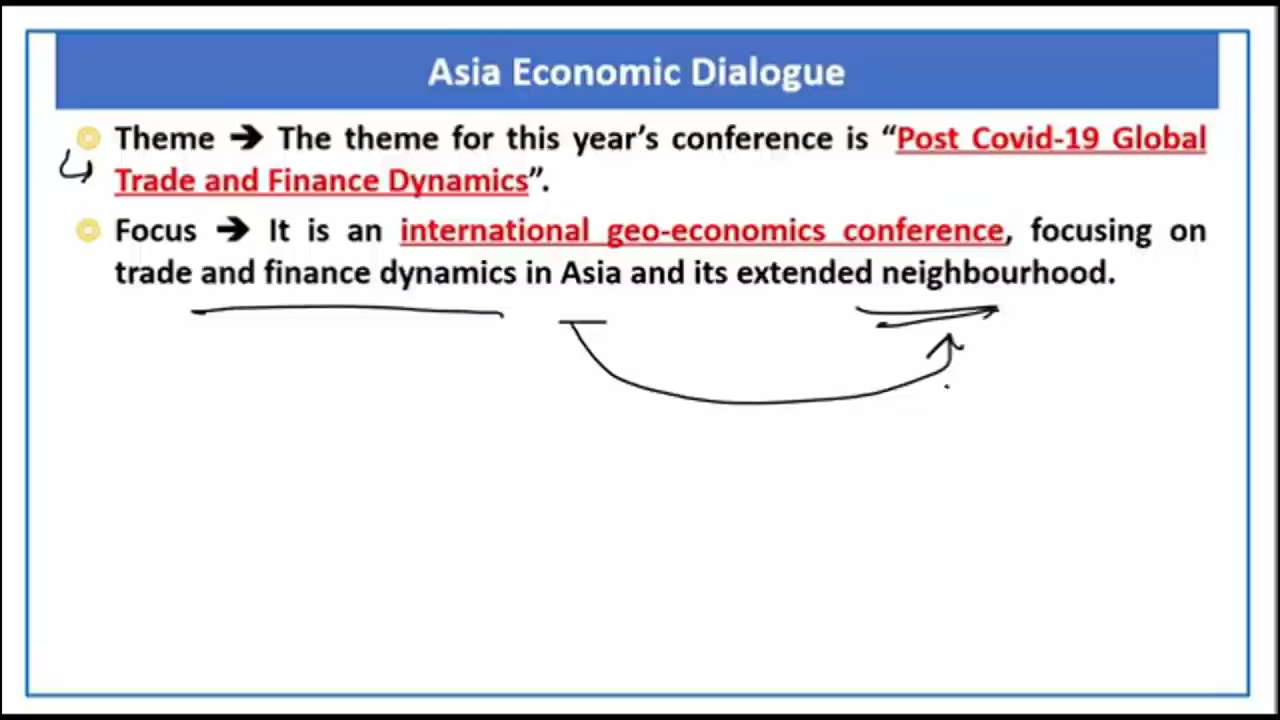 Asia Economic Dialogue
Theme ➔ The theme for this year’s conference is “Post Covid-19 Global
Trade and Finance Dynamics”.
Focus ➔ It is an international geo-economics conference, focusing on
trade and finance dynamics in Asia and its extended neighbourhood.